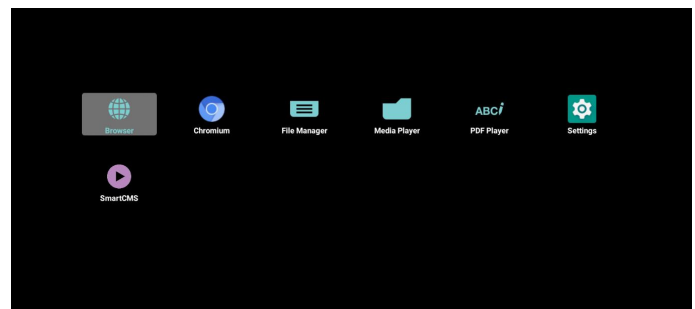 Browser
Chromium
File Manager
Media Player
ABCi
PDF Player
Settings
SmartCMS